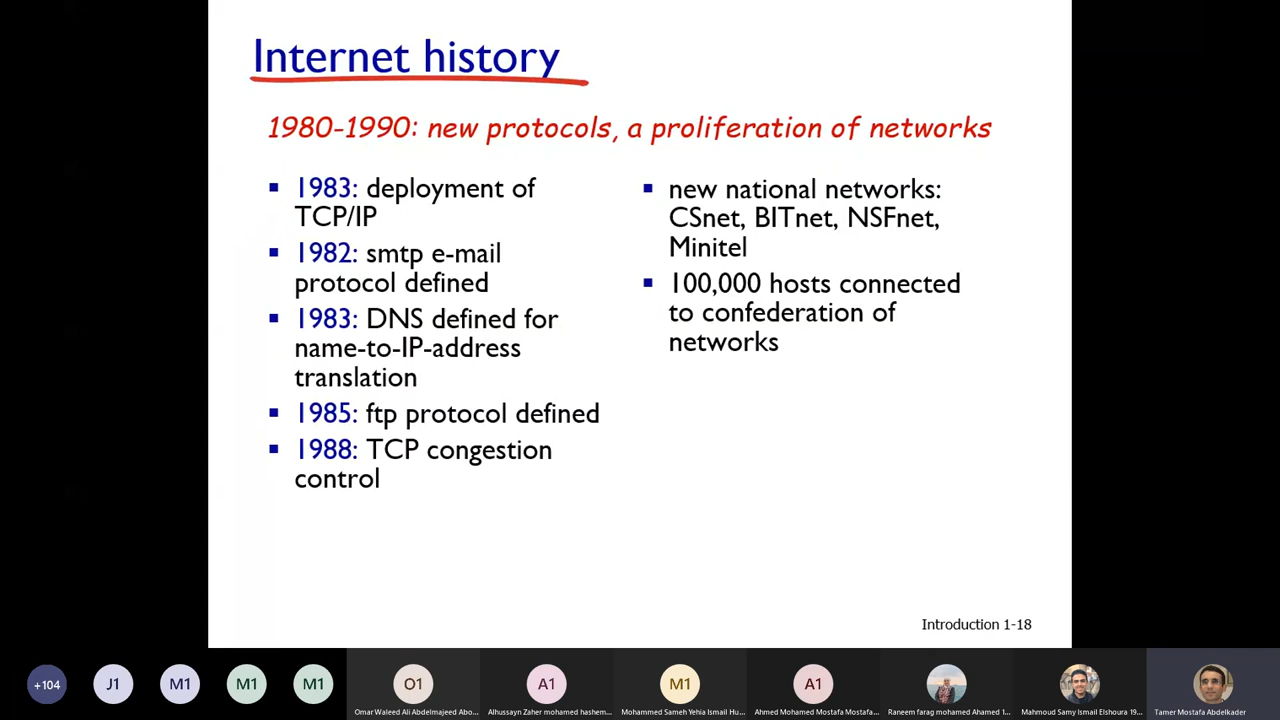 Internet history
1980-1990: new protocols, a proliferation of networks
1983: deployment of
TCP/IP
1982: smtp e-mail
protocol defined
1983: DNS defined for
name-to-IP-address
translation
1985: ftp protocol defined
1988: TCP congestion
control
new national networks:
CSnet, BITnet, NSFnet,
Minitel
100,000 hosts connected
to confederation of
networks
Introduction 1-18
+104
J1
M1
M1
M1
O1
Omar Waleed Ali Abdelmajeed Abo...
A1
Alhussayn Zaher mohamed hashem...
M1
Mohammed Sameh Yehia Ismail Hu...
A1
Ahmed Mohamed Mostafa Mostafa...
Raneem farag mohamed Ahamed 1...
Mahmoud Samy Ismail Elshoura 19...
Tamer Mostafa Abdelkader